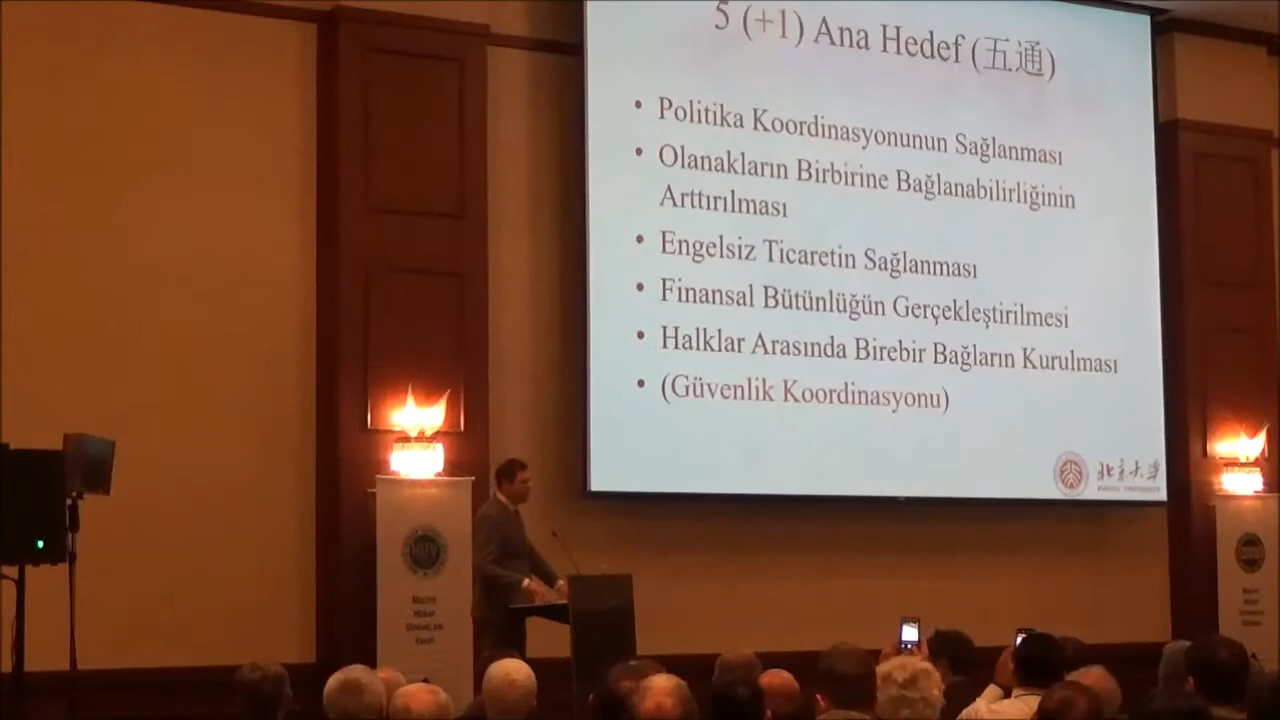 5 (+1) Ana Hedef (五通)
• Politika Koordinasyonunun Sağlanması
• Olanakların Birbirine Bağlanabilirliğinin
Arttırılması
• Engelsiz Ticaretin Sağlanması
• Finansal Bütünlüğün Gerçekleştirilmesi
• Halklar Arasında Birebir Bağların Kurulması
• (Güvenlik Koordinasyonu)
北京大学